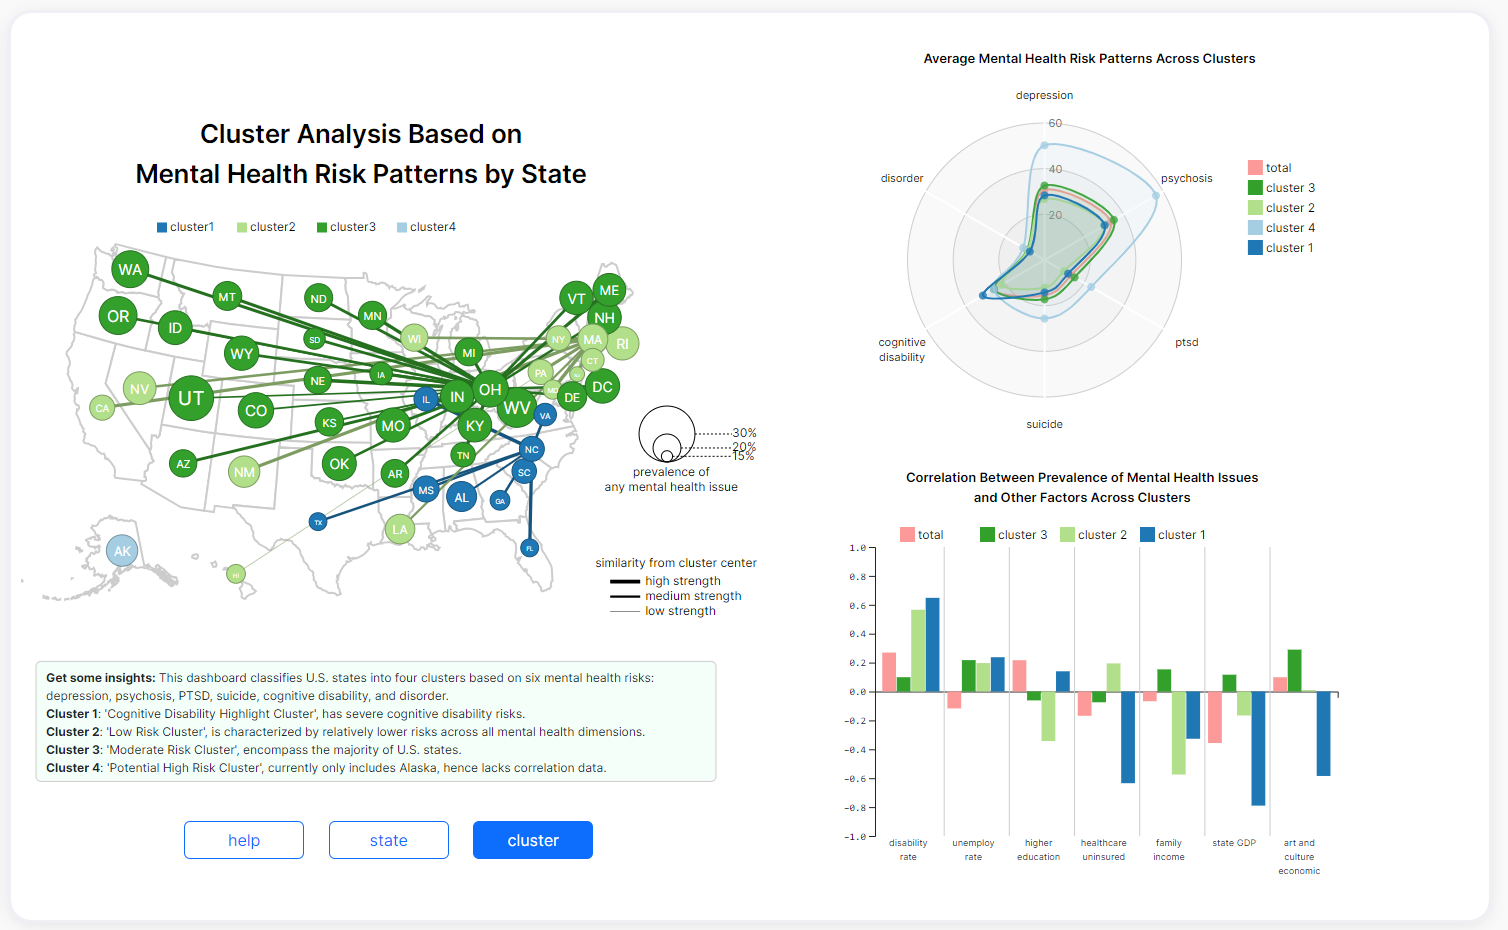 Cluster Analysis Based on
Mental Health Risk Patterns by State
cluster1
cluster2
cluster3
cluster4
WA
MT
ND
MN
OR
ID
SD
WI
WY
MI
NE
IA
NV
UT
CA
CO
KS
MO
IL
IN
OH
WV
KY
VT
ME
NH
NY
MA
RI
CT
PA
MD
DE
DC
VA
AZ
NM
OK
AR
TN
NC
SC
MS
AL
GA
TX
LA
FL
AK
HI
30%
20%
15%
prevalence of
any mental health issue
similarity from cluster center
high strength
medium strength
low strength
Get some insights: This dashboard classifies U.S. states into four clusters based on six mental health risks:
depression, psychosis, PTSD, suicide, cognitive disability, and disorder.
Cluster 1: 'Cognitive Disability Highlight Cluster', has severe cognitive disability risks.
Cluster 2: 'Low Risk Cluster', is characterized by relatively lower risks across all mental health dimensions.
Cluster 3: 'Moderate Risk Cluster', encompass the majority of U.S. states.
Cluster 4: 'Potential High Risk Cluster', currently only includes Alaska, hence lacks correlation data.
help
state
cluster
Average Mental Health Risk Patterns Across Clusters
depression
60
40
20
disorder
psychosis
cognitive
disability
ptsd
suicide
total
cluster 3
cluster 2
cluster 4
cluster 1
Correlation Between Prevalence of Mental Health Issues
and Other Factors Across Clusters
total
cluster 3
cluster 2
cluster 1
1.0
0.8
0.6
0.4
0.2
0.0
−0.2
−0.4
−0.6
−0.8
−1.0
disability
rate
unemploy
rate
higher
education
healthcare
uninsured
family
income
state GDP
art and
culture
economic